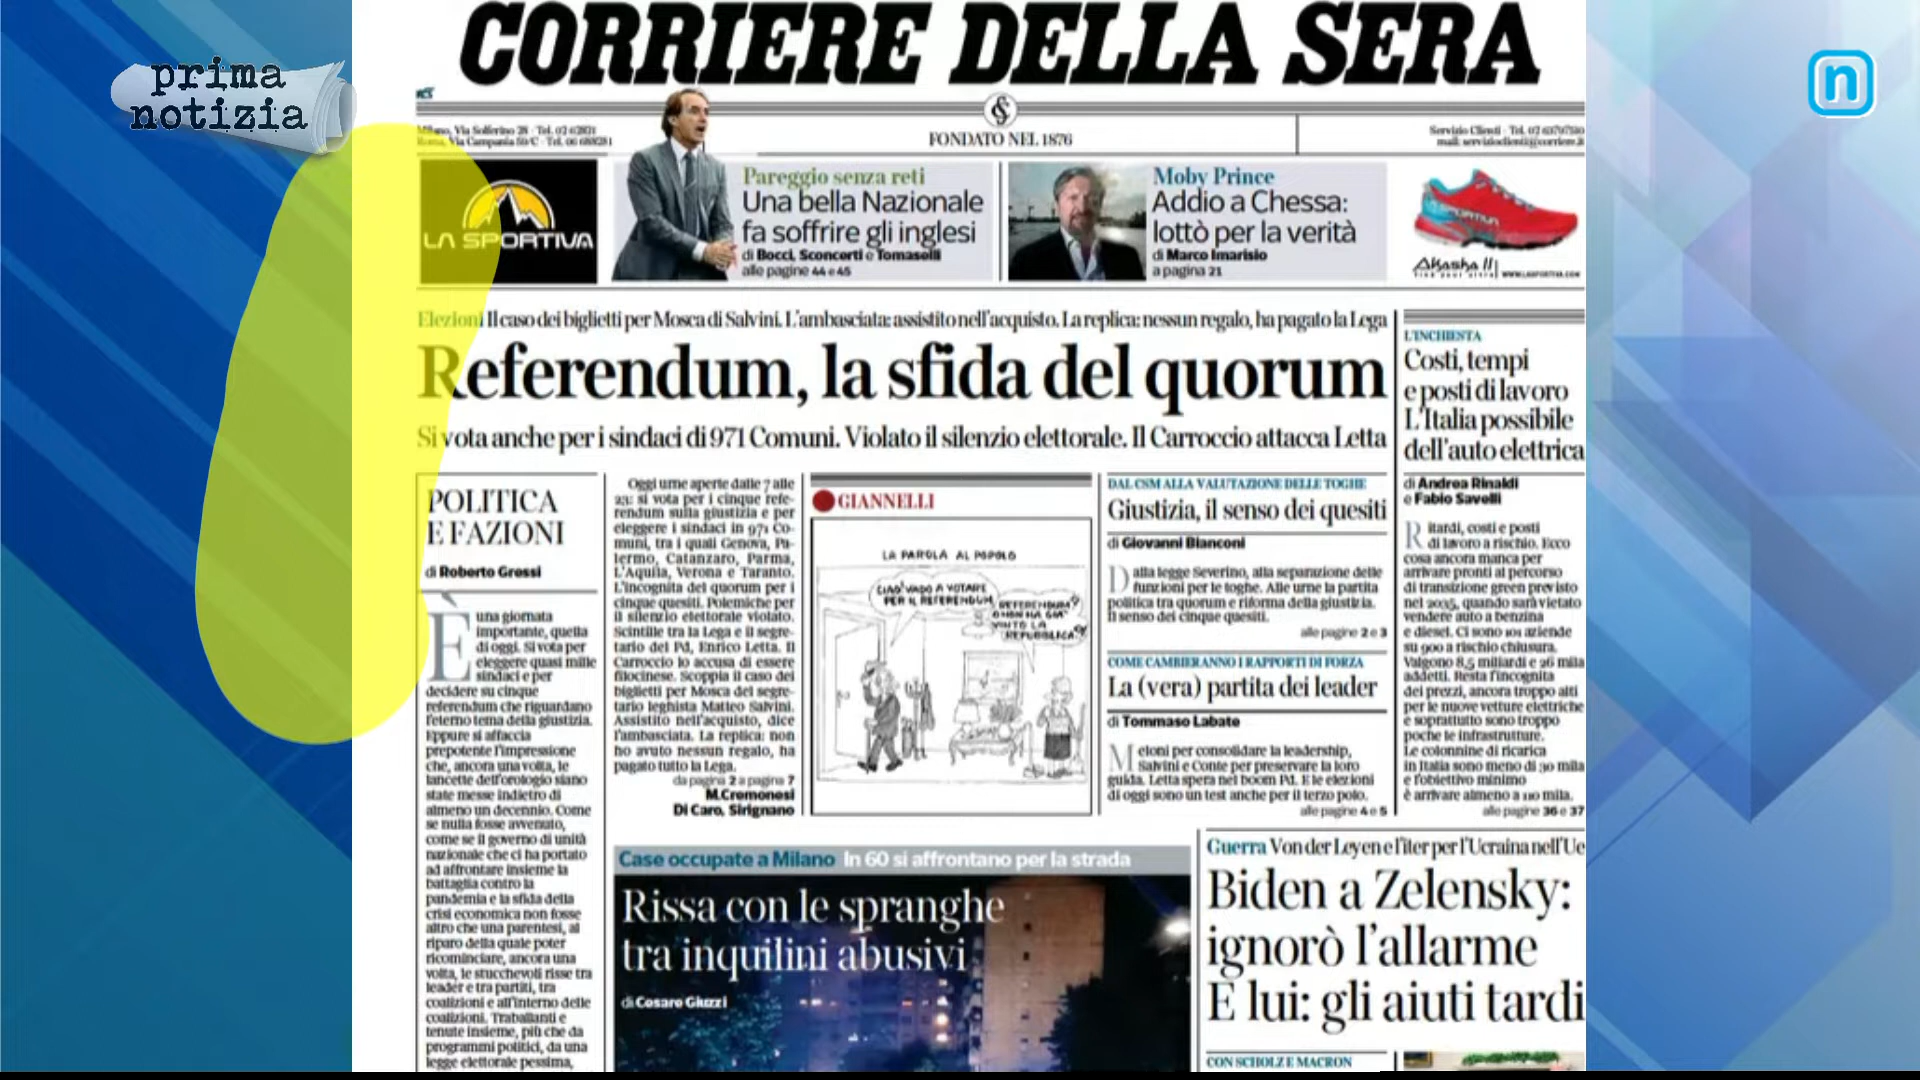 prima
notizia
n
CORRIERE DELLA SERA
Milano, Via Solferino 28 - Tel. 02 62821
Roma, Via Campania 59/C - Tel. 06 688281
FONDATO NEL 1876
Servizio Clienti - Tel. 02 63797510
mail: servizioclienti@corriere.it
LA SPORTIVA
Pareggio senza reti
Una bella Nazionale
fa soffrire gli inglesi
di Bocci, Sconcerti e Tomaselli
alle pagine 44 e 45
Moby Prince
Addio a Chessa:
lottò per la verità
di Marco Imarisio
a pagina 21
LA SPORTIVA
Akasha II
WWW.LASPORTIVA.COM
Elezioni Il caso dei biglietti per Mosca di Salvini. L'ambasciata: assistito nell'acquisto. La replica: nessun regalo, ha pagato la Lega
Referendum, la sfida del quorum
Si vota anche per i sindaci di 971 Comuni. Violato il silenzio elettorale. Il Carroccio attacca Letta
POLITICA
E FAZIONI
di Roberto Gressi
È una giornata
importante, quella
di oggi. Si vota per
eleggere quasi mille
sindaci e per
decidere su cinque
referendum che riguardano
l'eterno tema della giustizia.
Eppure si affaccia
prepotente l'impressione
che, ancora una volta, le
lancette dell'orologio siano
state messe indietro di
almeno un decennio. Come
se nulla fosse avvenuto,
come se il governo di unità
nazionale che ci ha portato
ad affrontare insieme la
battaglia contro la
pandemia e la sfida della
crisi economica non fosse
altro che una parentesi, al
riparo della quale poter
ricominciare, ancora una
volta, le stucchevoli risse tra
leader e tra partiti, tra
coalizioni e all'interno delle
coalizioni. Traballanti e
tenute insieme, più che da
programmi politici, da una
legge elettorale pessima,
Oggi urne aperte dalle 7 alle
23: si vota per i cinque refe-
rendum sulla giustizia e per
eleggere i sindaci in 971 Co-
muni, tra i quali Genova, Pa-
lermo, Catanzaro, Parma,
L'Aquila, Verona e Taranto.
L'incognita del quorum per i
cinque quesiti. Polemiche per
il silenzio elettorale violato.
Scintille tra la Lega e il segre-
tario del Pd, Enrico Letta. Il
Carroccio lo accusa di essere
filocinese. Scoppia il caso dei
biglietti per Mosca del segre-
tario leghista Matteo Salvini.
Assistito nell'acquisto, dice
l'ambasciata. La replica: non
ho avuto nessun regalo, ha
pagato tutto la Lega.
da pagina 2 a pagina 7
M.Cremonesi
Di Caro, Sirignano
GIANNELLI
LA PAROLA AL POPOLO
CIAO! VADO A VOTARE
PER IL REFERENDUM
REFERENDUM?
O NON HA GIA'
VINTO LA
REPUBBLICA?
DAL CSM ALLA VALUTAZIONE DELLE TOGHE
Giustizia, il senso dei quesiti
di Giovanni Bianconi
Dalla legge Severino, alla separazione delle
funzioni per le toghe. Alle urne la partita
politica tra quorum e riforma della giustizia.
Il senso dei cinque quesiti.
alle pagine 2 e 3
COME CAMBIERANNO I RAPPORTI DI FORZA
La (vera) partita dei leader
di Tommaso Labate
Meloni per consolidare la leadership,
Salvini e Conte per preservare la loro
guida. Letta spera nel boom Pd. E le elezioni
di oggi sono un test anche per il terzo polo.
alle pagine 4 e 5
L'INCHIESTA
Costi, tempi
e posti di lavoro
L'Italia possibile
dell'auto elettrica
di Andrea Rinaldi
e Fabio Savelli
Ritardi, costi e posti
di lavoro a rischio. Ecco
cosa ancora manca per
arrivare pronti al percorso
di transizione green previsto
nel 2035, quando sarà vietato
vendere auto a benzina
e diesel. Ci sono 101 aziende
su 900 a rischio chiusura.
Valgono 8,5 miliardi e 26 mila
addetti. Resta l'incognita
dei prezzi, ancora troppo alti
per le nuove vetture elettriche
e soprattutto sono troppo
poche le infrastrutture.
Le colonnine di ricarica
in Italia sono meno di 30 mila
e l'obiettivo minimo
è arrivare almeno a 110 mila.
alle pagine 36 e 37
Case occupate a Milano In 60 si affrontano per la strada
Rissa con le spranghe
tra inquilini abusivi
di Cesare Giuzzi
Guerra Von der Leyen e l'iter per l'Ucraina nell'Ue
Biden a Zelensky:
ignorò l'allarme
E lui: gli aiuti tardi
CON SCHOLZ E MACRON